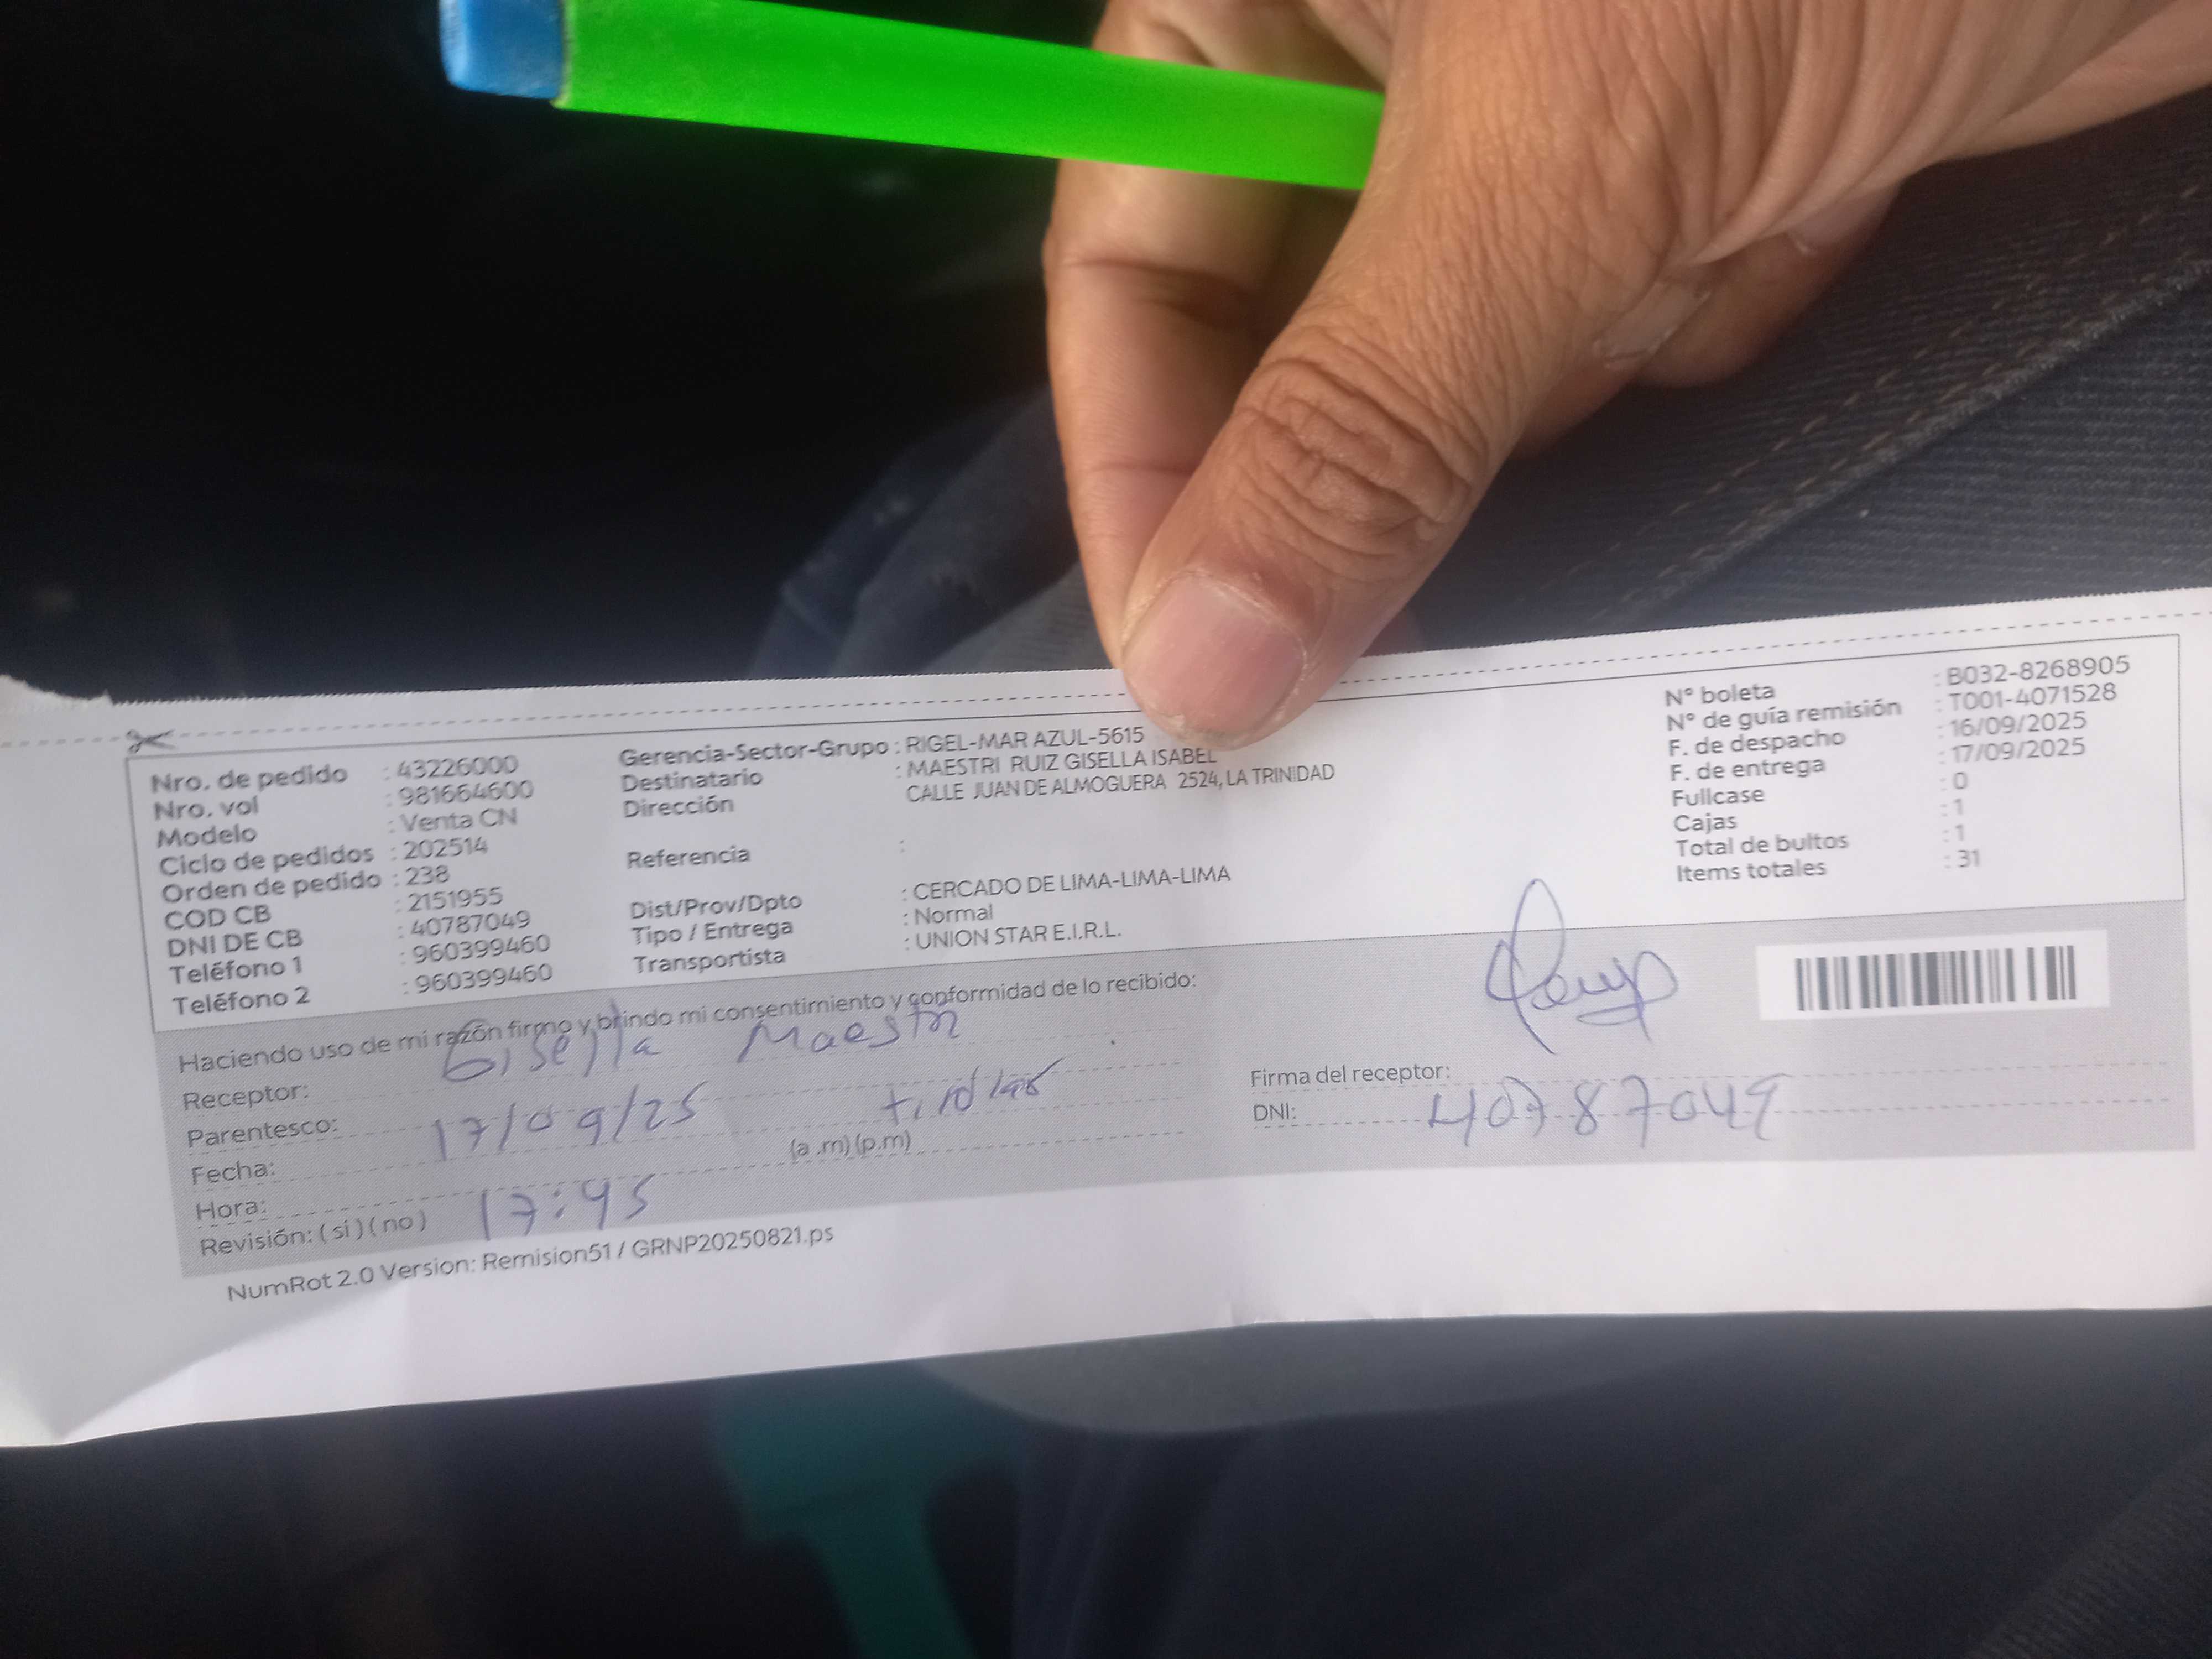 Nro. de pedido : 43226000
Nro. vol : 981664600
Modelo : Venta CN
Ciclo de pedidos : 202514
Orden de pedido : 238
COD CB : 2151955
DNI DE CB : 40787049
Teléfono 1 : 960399460
Teléfono 2 : 960399460
Gerencia-Sector-Grupo : RIGEL-MAR AZUL-5615
Destinatario : MAESTRI RUIZ GISELLA ISABEL
Dirección CALLE JUAN DE ALMOGUERA 2524, LA TRINIDAD
Referencia :
Dist/Prov/Dpto : CERCADO DE LIMA-LIMA-LIMA
Tipo / Entrega : Normal
Transportista : UNION STAR E.I.R.L.
N° boleta : B032-8268905
N° de guía remisión : T001-4071528
F. de despacho : 16/09/2025
F. de entrega : 17/09/2025
Fullcase : 0
Cajas : 1
Total de bultos : 1
Items totales : 31
Haciendo uso de mi razón firmo y brindo mi consentimiento y conformidad de lo recibido:
Receptor: Gisella Maestri
Parentesco:
Fecha: 17/09/25
Hora: 17:45 (a .m) (p.m)
Revisión: ( si ) ( no )
Firma del receptor:
DNI: 40787049
NumRot 2.0 Version: Remision51 / GRNP20250821.ps